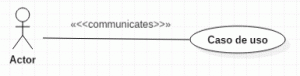 «<<communicates>>»
Caso de uso
Actor